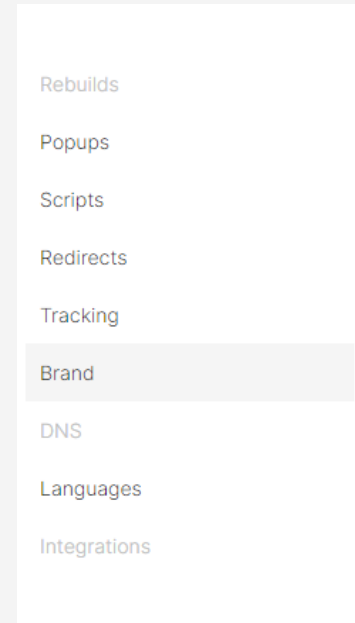 Rebuilds
Popups
Scripts
Redirects
Tracking
Brand
DNS
Languages
Integrations